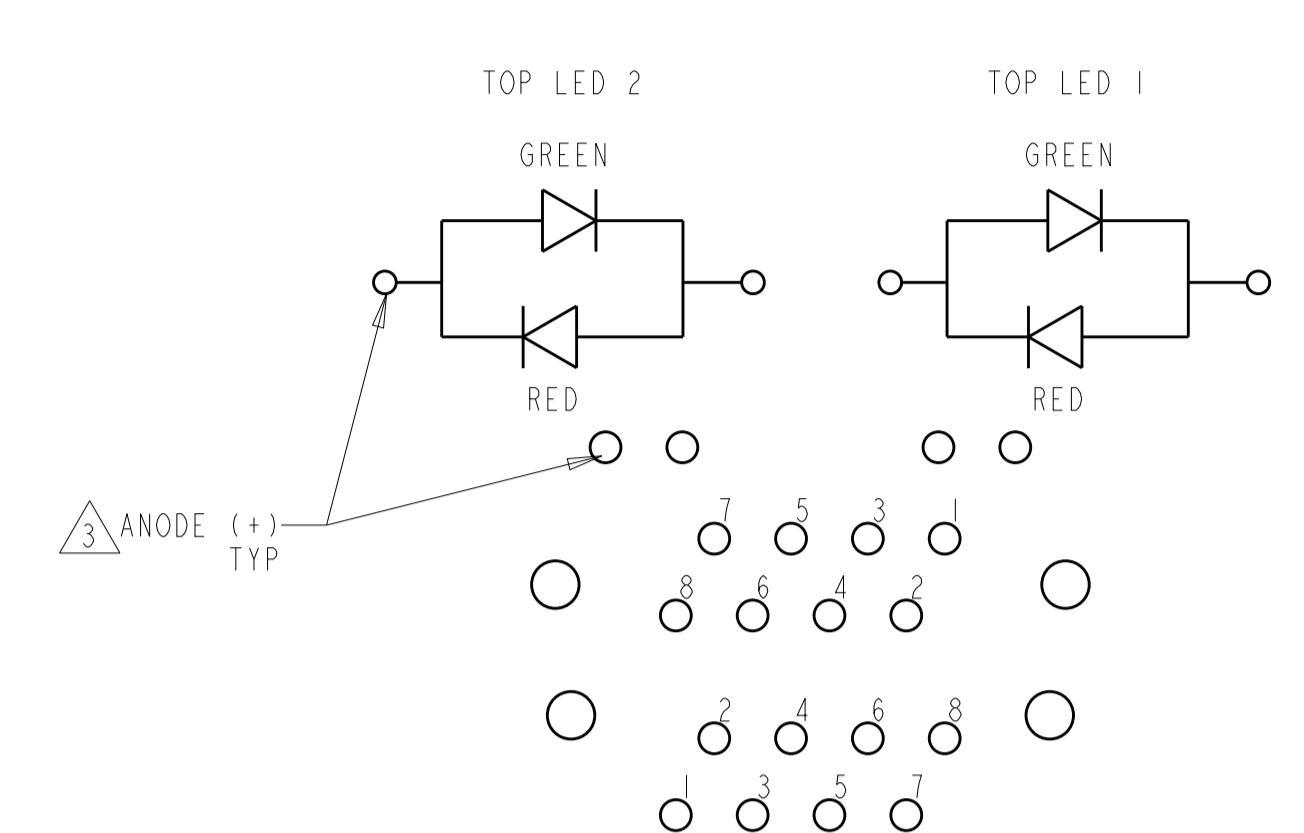 TOP LED 2
TOP LED 1
GREEN
GREEN
RED
RED
3
ANODE (+)
TYP
7 5 3 1
8 6 4 2
2 4 6 8
1 3 5 7